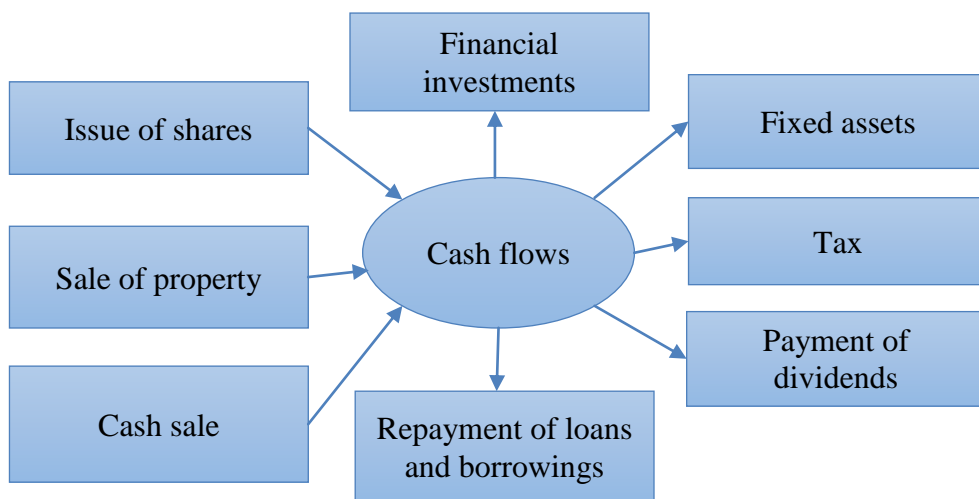 Financial
investments
Issue of shares
Fixed assets
Sale of property
Cash flows
Tax
Cash sale
Payment of
dividends
Repayment of loans
and borrowings